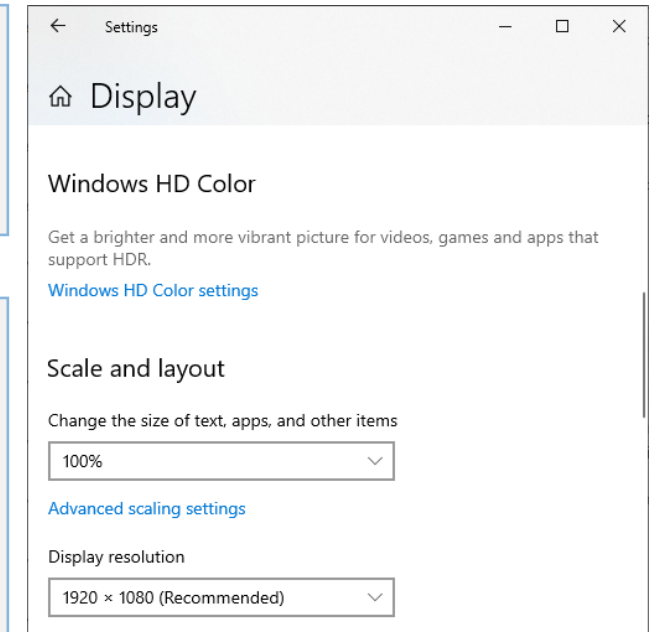 Settings
Display
Windows HD Color
Get a brighter and more vibrant picture for videos, games and apps that
support HDR.
Windows HD Color settings
Scale and layout
Change the size of text, apps, and other items
100%
Advanced scaling settings
Display resolution
1920 × 1080 (Recommended)